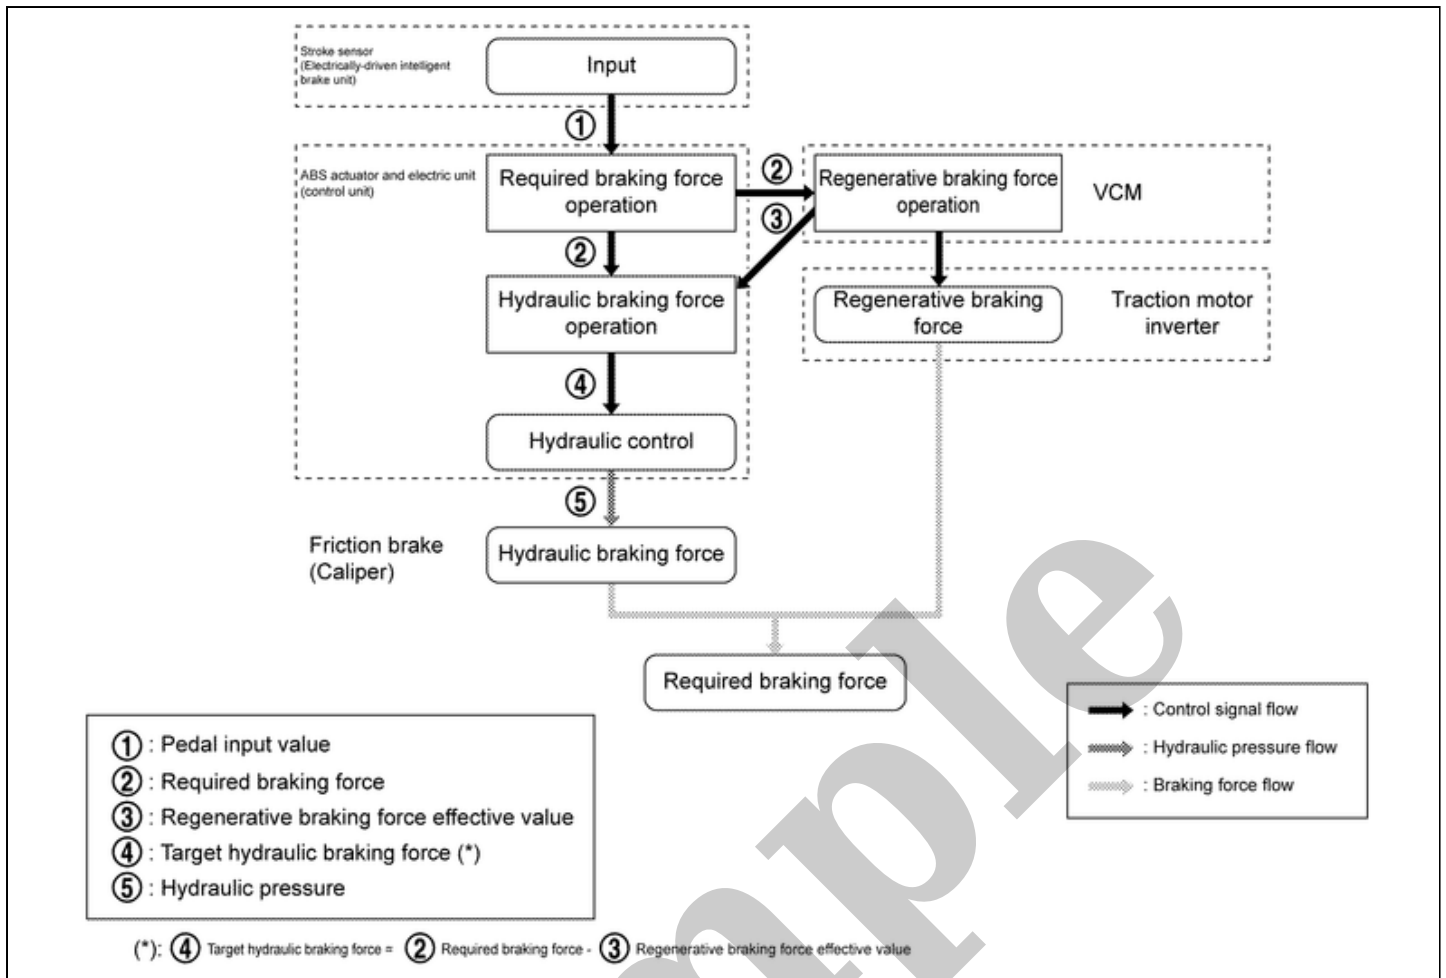 Stroke sensor
(Electrically-driven intelligent
brake unit)
Input
①
ABS actuator and electric unit
(control unit)
Required braking force
operation
②
Regenerative braking force
operation
VCM
③
②
Hydraulic braking force
operation
Regenerative braking
force
Traction motor
inverter
④
Hydraulic control
⑤
Friction brake
(Caliper)
Hydraulic braking force
Required braking force
① : Pedal input value
② : Required braking force
③ : Regenerative braking force effective value
④ : Target hydraulic braking force (*)
⑤ : Hydraulic pressure
: Control signal flow
: Hydraulic pressure flow
: Braking force flow
(*): ④ Target hydraulic braking force = ② Required braking force - ③ Regenerative braking force effective value
mple